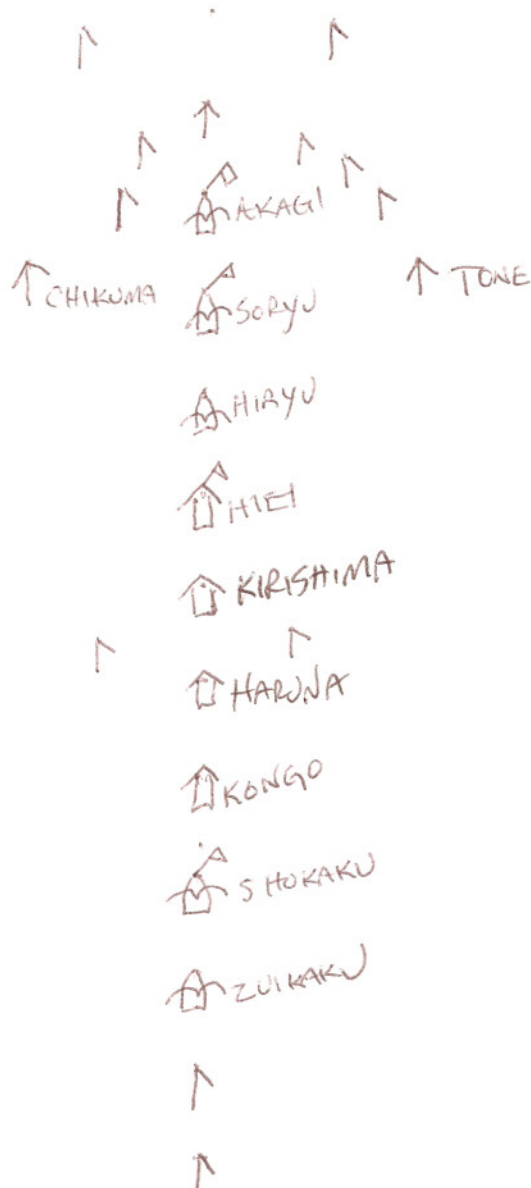 AKAGI
CHIKUMA
TONE
SORYU
HIRYU
HIEI
KIRISHIMA
HARUNA
KONGO
SHOKAKU
ZUIKAKU